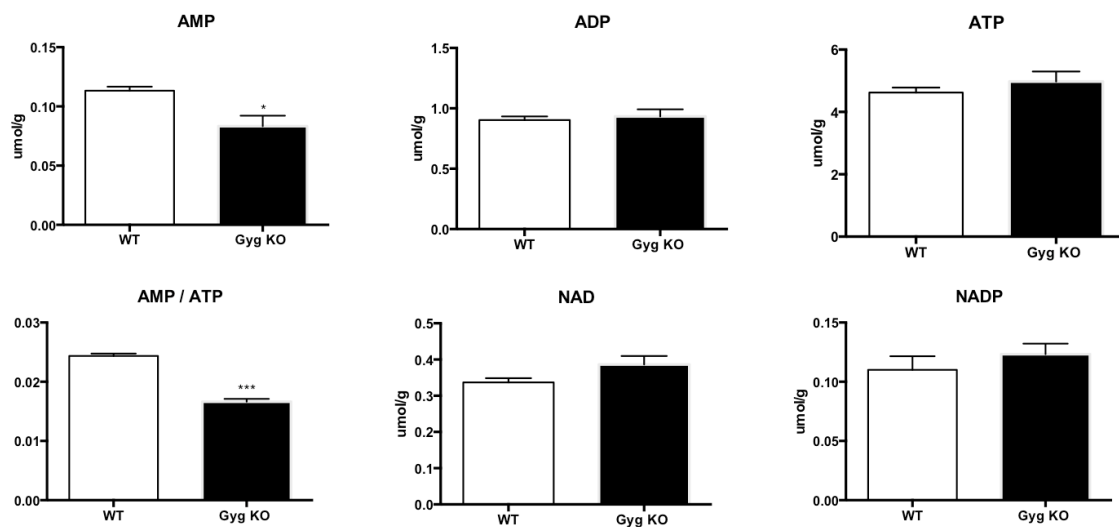 AMP
0.15
0.10
0.05
0.00
umol/g
*
WT
Gyg KO
ADP
1.5
1.0
0.5
0.0
umol/g
WT
Gyg KO
ATP
6
4
2
0
umol/g
WT
Gyg KO
AMP / ATP
0.03
0.02
0.01
0.00
***
WT
Gyg KO
NAD
0.5
0.4
0.3
0.2
0.1
0.0
umol/g
WT
Gyg KO
NADP
0.15
0.10
0.05
0.00
umol/g
WT
Gyg KO